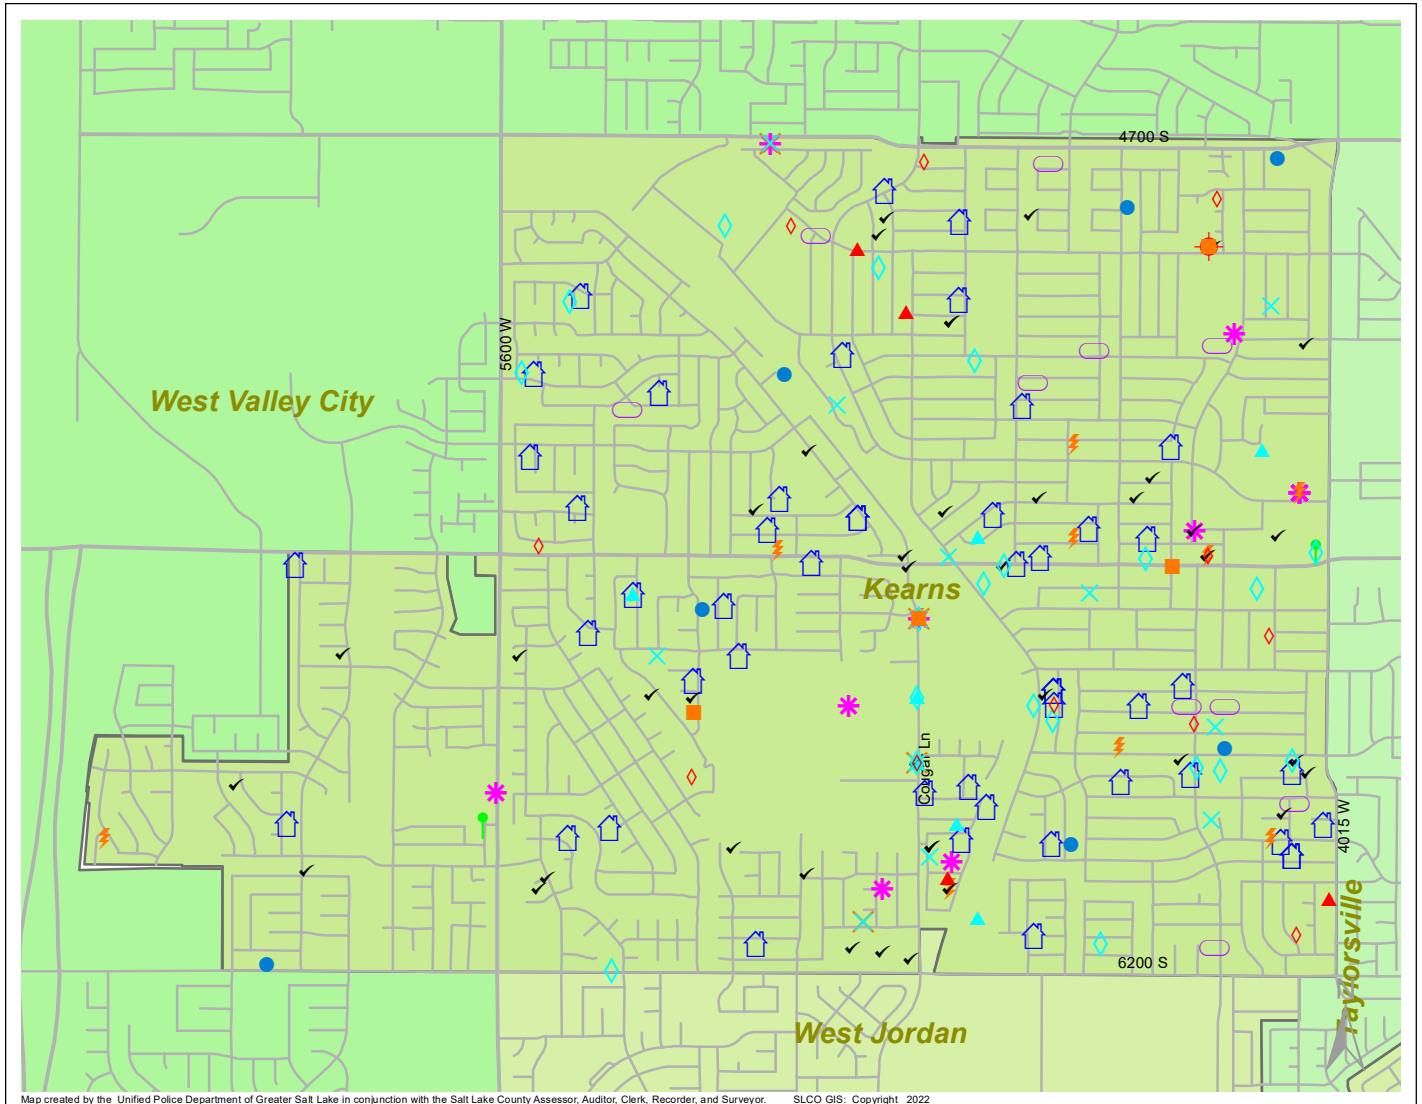 4700 S
5600 W
West Valley City
Kearns
Cougar Ln
4015 W
Taylorsville
6200 S
West Jordan
Map created by the Unified Police Department of Greater Salt Lake in conjunction with the Salt Lake County Assessor, Auditor, Clerk, Recorder, and Surveyor. SLCO GIS: Copyright 2022